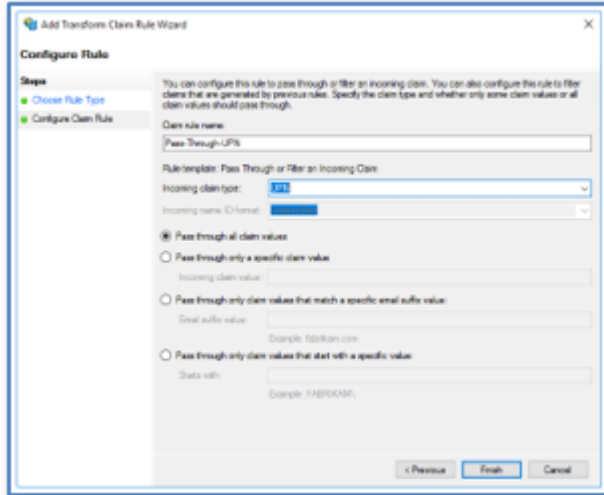 Add Transform Claim Rule Wizard
Configure Rule
Steps
Choose Rule Type
Configure Claim Rule
You can configure this rule to pass through or filter an incoming claim. You can also configure this rule to filter
claims that are generated by previous rules. Specify the claim type and whether only some claim values or all
claim values should pass through.
Claim rule name:
Pass Through UPN
Rule template: Pass Through or Filter an Incoming Claim
Incoming claim type:
UPN
Incoming name ID format:
Pass through all claim values
Pass through only a specific claim value
Incoming claim value:
Pass through only claim values that match a specific email suffix value:
Email suffix value:
Example: fabrikam.com
Pass through only claim values that start with a specific value:
Starts with:
Example: FABRIKAM\
< Previous
Finish
Cancel